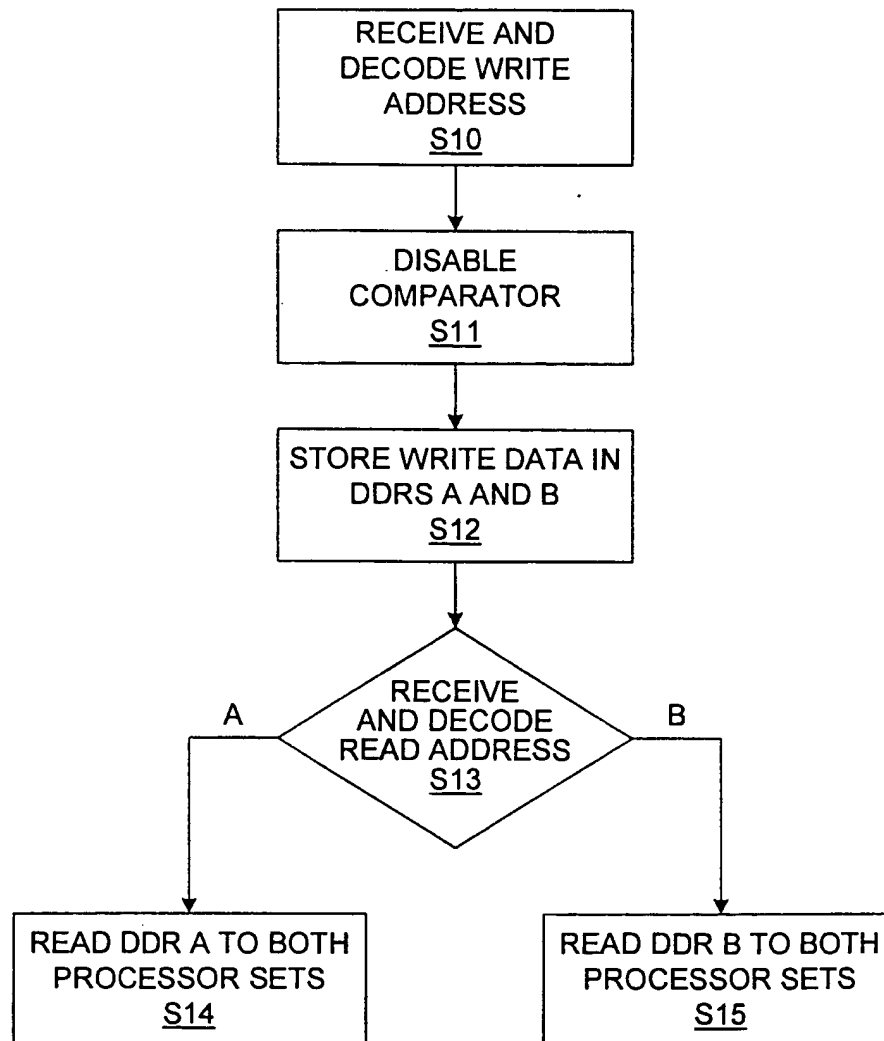 RECEIVE AND
DECODE WRITE
ADDRESS
S10
DISABLE
COMPARATOR
S11
STORE WRITE DATA IN
DDRS A AND B
S12
RECEIVE
AND DECODE
READ ADDRESS
S13
A
B
READ DDR A TO BOTH
PROCESSOR SETS
S14
READ DDR B TO BOTH
PROCESSOR SETS
S15